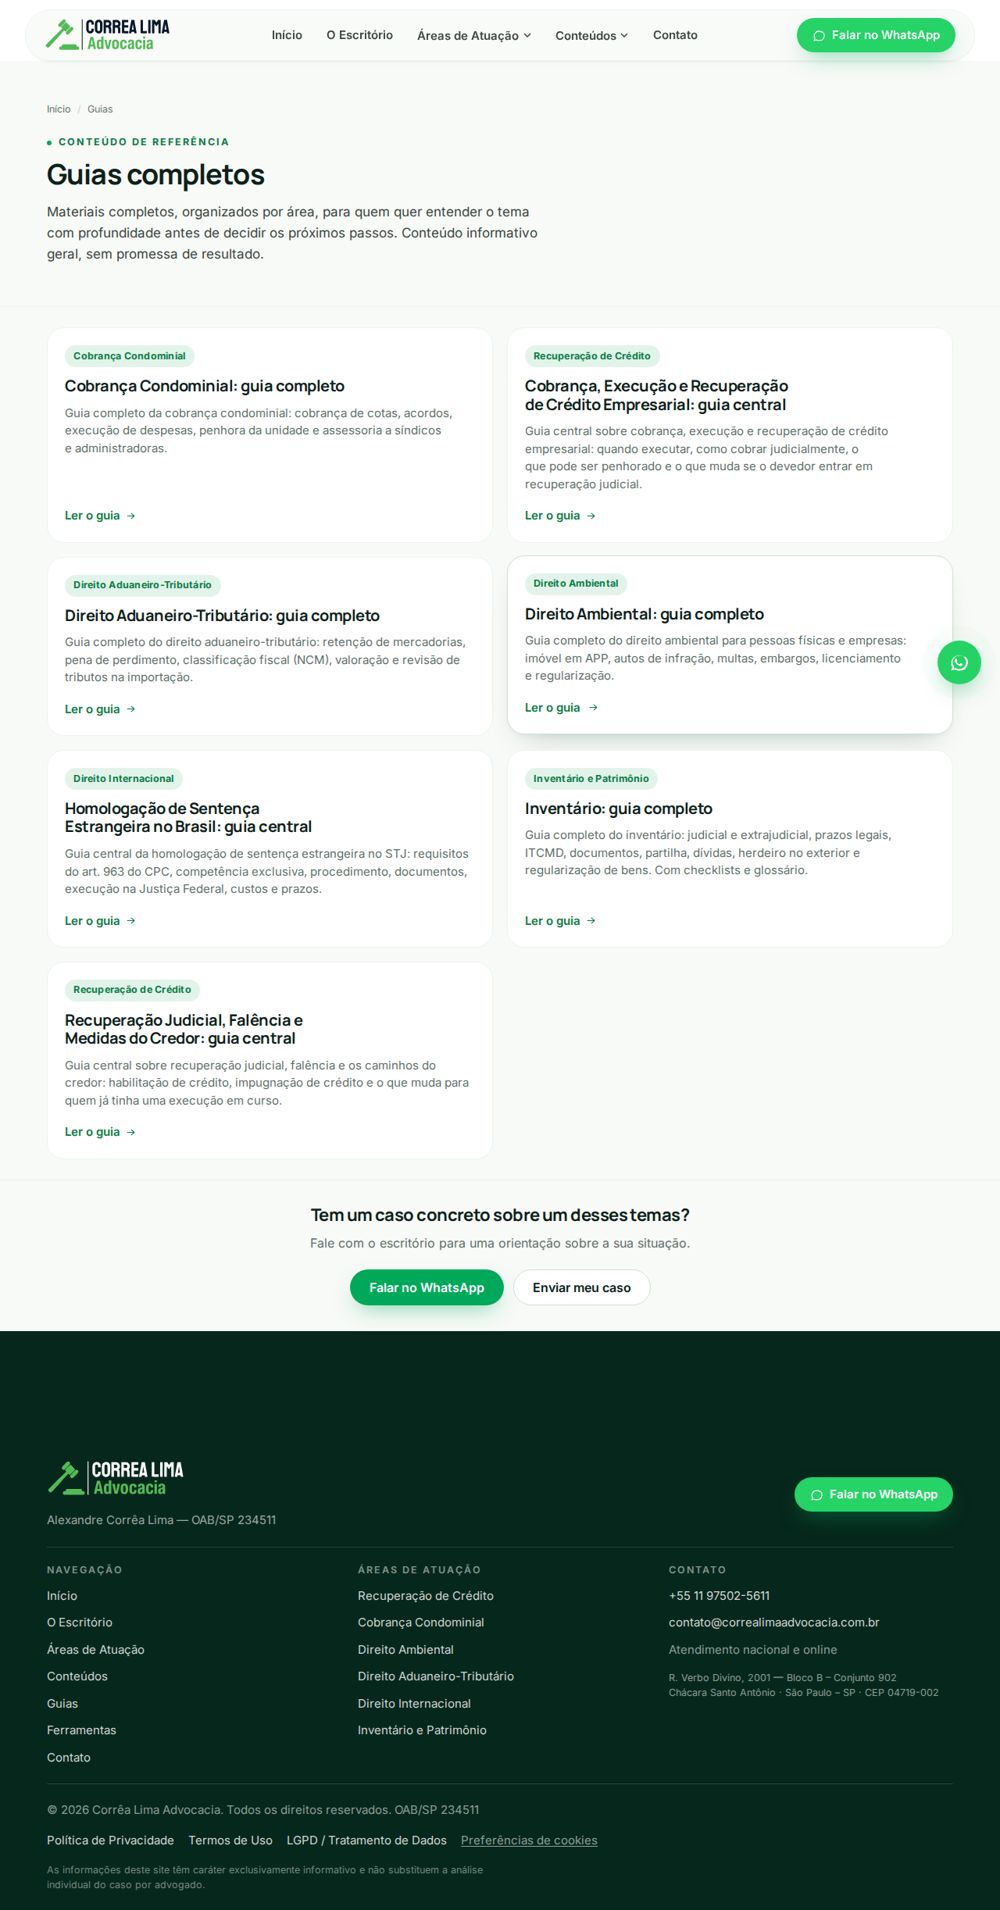 CORREA LIMA
Advocacia
Início
O Escritório
Áreas de Atuação
Conteúdos
Contato
Falar no WhatsApp
Início / Guias
CONTEÚDO DE REFERÊNCIA
Guias completos
Materiais completos, organizados por área, para quem quer entender o tema
com profundidade antes de decidir os próximos passos. Conteúdo informativo
geral, sem promessa de resultado.
Cobrança Condominial
Cobrança Condominial: guia completo
Guia completo da cobrança condominial: cobrança de cotas, acordos,
execução de despesas, penhora da unidade e assessoria a síndicos
e administradoras.
Ler o guia →
Recuperação de Crédito
Cobrança, Execução e Recuperação
de Crédito Empresarial: guia central
Guia central sobre cobrança, execução e recuperação de crédito
empresarial: quando executar, como cobrar judicialmente, o
que pode ser penhorado e o que muda se o devedor entrar em
recuperação judicial.
Ler o guia →
Direito Aduaneiro-Tributário
Direito Aduaneiro-Tributário: guia completo
Guia completo do direito aduaneiro-tributário: retenção de mercadorias,
pena de perdimento, classificação fiscal (NCM), valoração e revisão de
tributos na importação.
Ler o guia →
Direito Ambiental
Direito Ambiental: guia completo
Guia completo do direito ambiental para pessoas físicas e empresas:
imóvel em APP, autos de infração, multas, embargos, licenciamento
e regularização.
Ler o guia →
Direito Internacional
Homologação de Sentença
Estrangeira no Brasil: guia central
Guia central da homologação de sentença estrangeira no STJ: requisitos
do art. 963 do CPC, competência exclusiva, procedimento, documentos,
execução na Justiça Federal, custos e prazos.
Ler o guia →
Inventário e Patrimônio
Inventário: guia completo
Guia completo do inventário: judicial e extrajudicial, prazos legais,
ITCMD, documentos, partilha, dívidas, herdeiro no exterior e
regularização de bens. Com checklists e glossário.
Ler o guia →
Recuperação de Crédito
Recuperação Judicial, Falência e
Medidas do Credor: guia central
Guia central sobre recuperação judicial, falência e os caminhos do
credor: habilitação de crédito, impugnação de crédito e o que muda para
quem já tinha uma execução em curso.
Ler o guia →
Tem um caso concreto sobre um desses temas?
Fale com o escritório para uma orientação sobre a sua situação.
Falar no WhatsApp
Enviar meu caso
CORREA LIMA
Advocacia
Alexandre Corrêa Lima — OAB/SP 234511
Falar no WhatsApp
NAVEGAÇÃO
Início
O Escritório
Áreas de Atuação
Conteúdos
Guias
Ferramentas
Contato
ÁREAS DE ATUAÇÃO
Recuperação de Crédito
Cobrança Condominial
Direito Ambiental
Direito Aduaneiro-Tributário
Direito Internacional
Inventário e Patrimônio
CONTATO
+55 11 97502-5611
contato@correalimaadvocacia.com.br
Atendimento nacional e online
R. Verbo Divino, 2001 — Bloco B – Conjunto 902
Chácara Santo Antônio · São Paulo – SP · CEP 04719-002
© 2026 Corrêa Lima Advocacia. Todos os direitos reservados. OAB/SP 234511
Política de Privacidade
Termos de Uso
LGPD / Tratamento de Dados
Preferências de cookies
As informações deste site têm caráter exclusivamente informativo e não substituem a análise
individual do caso por advogado.